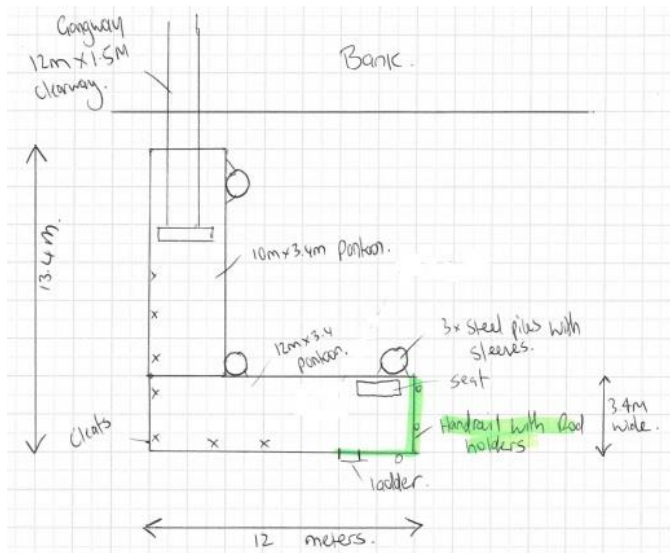 Gangway
12m x 1.5M
clearway.
Bank.
13.4m.
10m x 3.4m pontoon.
12m x 3.4
pontoon.
3x steel piles with
sleeves.
seat
3.4m
wide.
Handrail with Rod
holders
Cleats
ladder.
12 meters.